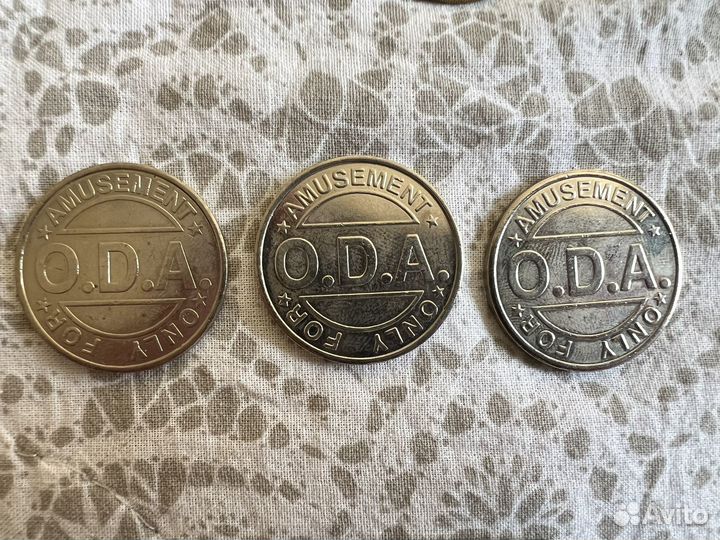 AMUSEMENT
O.D.A.
ONLY FOR
AMUSEMENT
O.D.A.
ONLY FOR
AMUSEMENT
O.D.A.
ONLY FOR
Avito